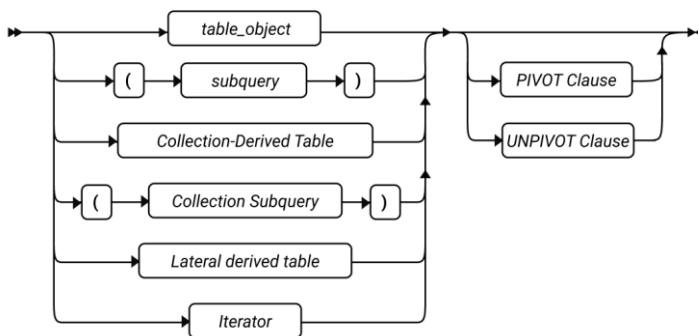 table_object
( subquery )
PIVOT Clause
Collection-Derived Table
UNPIVOT Clause
( Collection Subquery )
Lateral derived table
Iterator